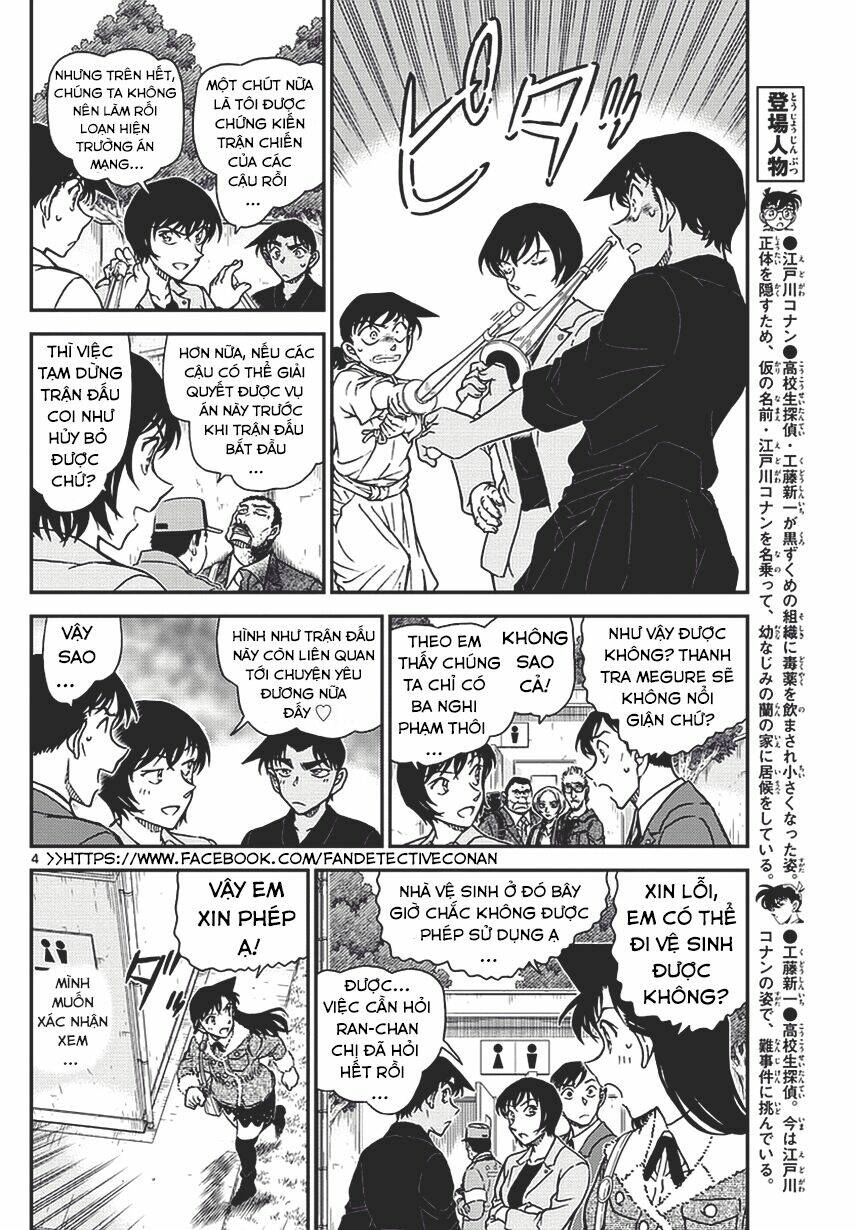 ピタッ
MỘT CHÚT NỮA
LÀ TÔI ĐƯỢC
CHỨNG KIẾN
TRẬN CHIẾN
CỦA CÁC
CẬU RỒI
...
NHƯNG TRÊN HẾT,
CHÚNG TA KHÔNG
NÊN LÀM RỐI
LOẠN HIỆN
TRƯỜNG ÁN
MẠNG...
HƠN NỮA, NẾU CÁC
CẬU CÓ THỂ GIẢI
QUYẾT ĐƯỢC VỤ
ÁN NÀY TRƯỚC
KHI TRẬN ĐẤU
BẮT ĐẦU
...
THÌ VIỆC
TẠM DỪNG
TRẬN ĐẤU
COI NHƯ
HỦY BỎ
ĐƯỢC
CHỨ?
NHƯ VẬY ĐƯỢC
KHÔNG? THANH
TRA MEGURE SẼ
KHÔNG NỔI
GIẬN CHỨ?
KHÔNG
SAO
CẢ!
THEO EM
THẤY CHÚNG
TA CHỈ CÓ
BA NGHI
PHẠM THÔI
...
HÌNH NHƯ TRẬN ĐẤU
NÀY CÒN LIÊN QUAN
TỚI CHUYỆN YÊU
ĐƯƠNG NỮA
ĐẤY ♡
VẬY
SAO
...
4 >>HTTPS://WWW.FACEBOOK.COM/FANDETECTIVECONAN
XIN LỖI,
EM CÓ THỂ
ĐI VỆ SINH
ĐƯỢC
KHÔNG?
NHÀ VỆ SINH Ở ĐÓ BÂY
GIỜ CHẮC KHÔNG ĐƯỢC
PHÉP SỬ DỤNG Ạ
...
ĐƯỢC...
VIỆC CẦN HỎI
RAN-CHAN
CHỊ ĐÃ HỎI
HẾT RỒI
VẬY EM
XIN PHÉP
Ạ!
ダッ
MÌNH
MUỐN
XÁC NHẬN
XEM
...
登場人物
●江戸川コナン●高校生探偵・工藤新一が黒ずくめの組織に毒薬を飲まされ小さくなった姿。
正体を隠すため、仮の名前・江戸川コナンを名乗って、幼なじみの蘭の家に居候をしている。
●工藤新一●高校生探偵。今は江戸川
コナンの姿で、難事件に挑んでいる。